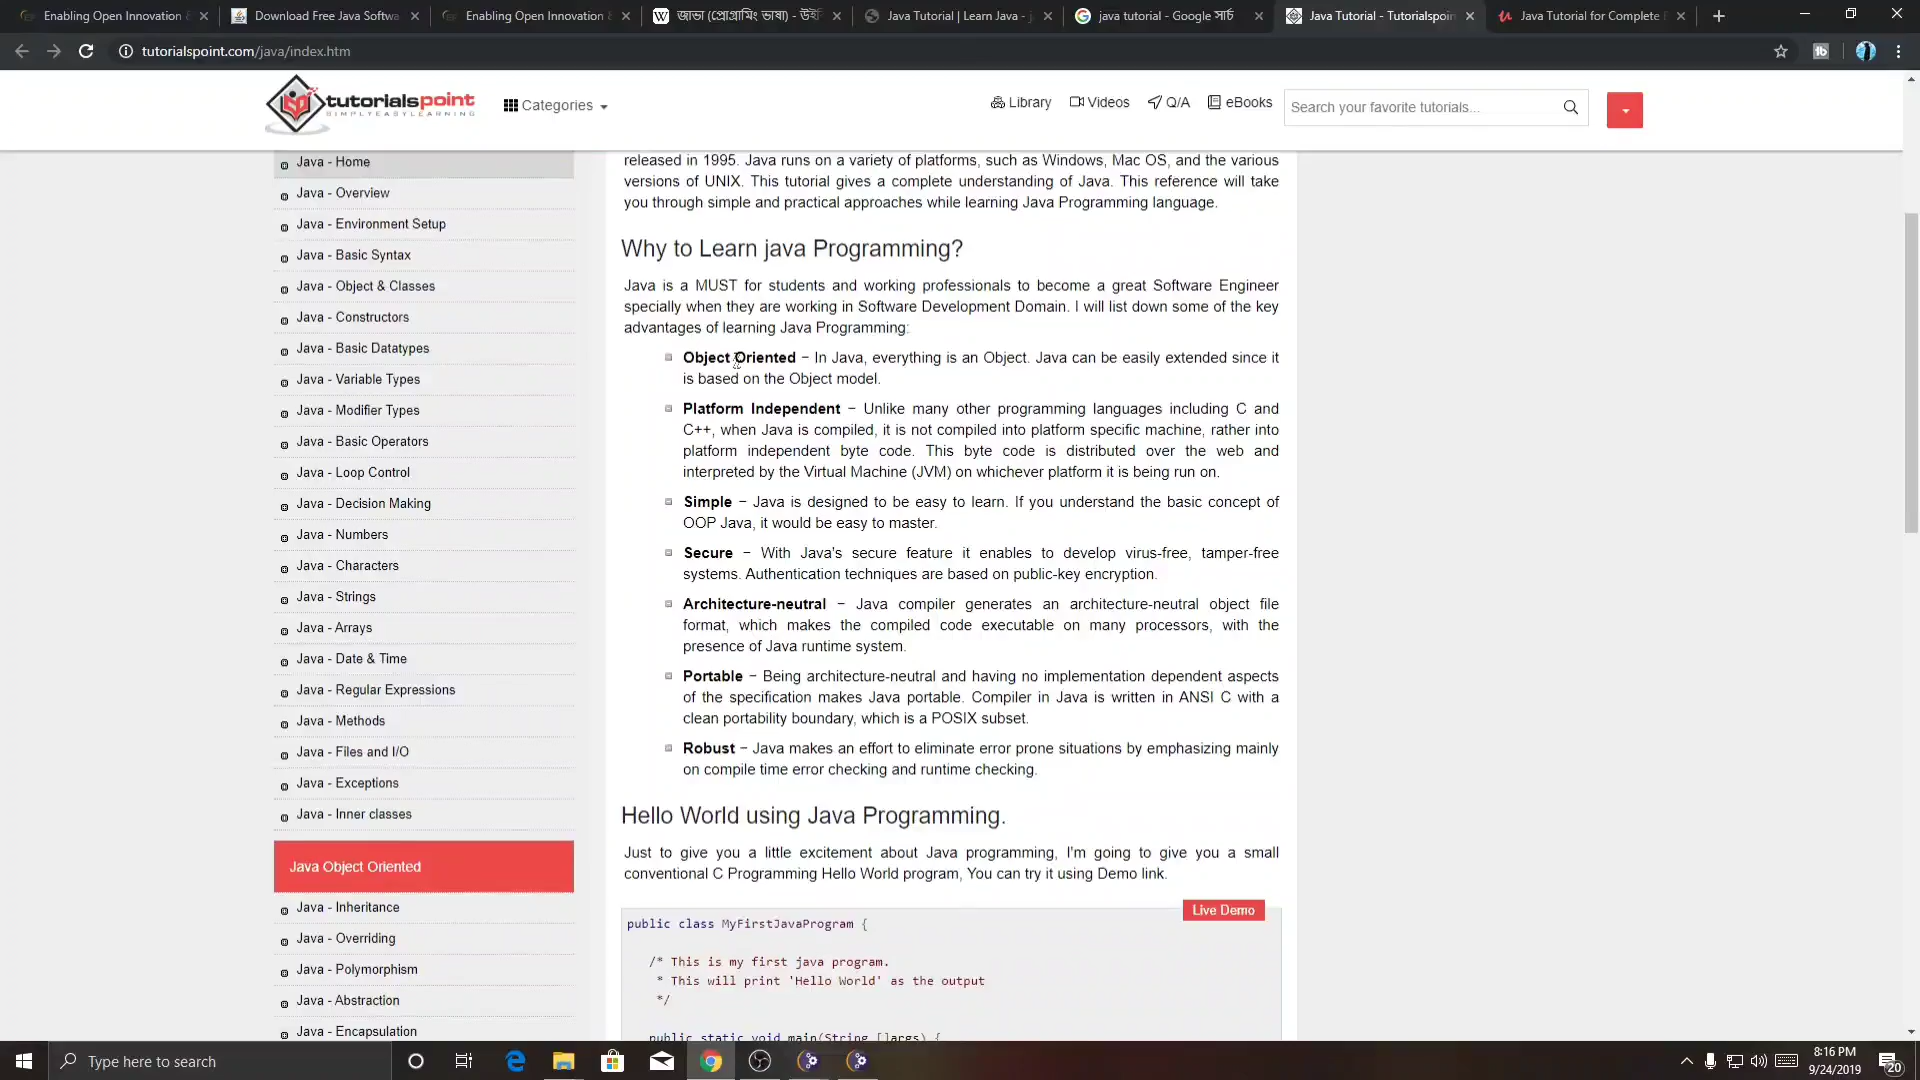 Enabling Open Innovation
Download Free Java Softwa
Enabling Open Innovation
জাভা (প্রোগ্রামিং ভাষা) - উই
Java Tutorial | Learn Java -
java tutorial - Google সার্চ
Java Tutorial - Tutorialspoin
Java Tutorial for Complete
tutorialspoint.com/java/index.htm
tutorialspoint
SIMPLYEASYLEARNING
Categories
Library
Videos
Q/A
eBooks
Search your favorite tutorials...
Java - Home
Java - Overview
Java - Environment Setup
Java - Basic Syntax
Java - Object & Classes
Java - Constructors
Java - Basic Datatypes
Java - Variable Types
Java - Modifier Types
Java - Basic Operators
Java - Loop Control
Java - Decision Making
Java - Numbers
Java - Characters
Java - Strings
Java - Arrays
Java - Date & Time
Java - Regular Expressions
Java - Methods
Java - Files and I/O
Java - Exceptions
Java - Inner classes
Java Object Oriented
Java - Inheritance
Java - Overriding
Java - Polymorphism
Java - Abstraction
Java - Encapsulation
released in 1995. Java runs on a variety of platforms, such as Windows, Mac OS, and the various
versions of UNIX. This tutorial gives a complete understanding of Java. This reference will take
you through simple and practical approaches while learning Java Programming language.
Why to Learn java Programming?
Java is a MUST for students and working professionals to become a great Software Engineer
specially when they are working in Software Development Domain. I will list down some of the key
advantages of learning Java Programming:
Object Oriented − In Java, everything is an Object. Java can be easily extended since it
is based on the Object model.
Platform Independent − Unlike many other programming languages including C and
C++, when Java is compiled, it is not compiled into platform specific machine, rather into
platform independent byte code. This byte code is distributed over the web and
interpreted by the Virtual Machine (JVM) on whichever platform it is being run on.
Simple − Java is designed to be easy to learn. If you understand the basic concept of
OOP Java, it would be easy to master.
Secure − With Java's secure feature it enables to develop virus-free, tamper-free
systems. Authentication techniques are based on public-key encryption.
Architecture-neutral − Java compiler generates an architecture-neutral object file
format, which makes the compiled code executable on many processors, with the
presence of Java runtime system.
Portable − Being architecture-neutral and having no implementation dependent aspects
of the specification makes Java portable. Compiler in Java is written in ANSI C with a
clean portability boundary, which is a POSIX subset.
Robust − Java makes an effort to eliminate error prone situations by emphasizing mainly
on compile time error checking and runtime checking.
Hello World using Java Programming.
Just to give you a little excitement about Java programming, I'm going to give you a small
conventional C Programming Hello World program, You can try it using Demo link.
Live Demo
public class MyFirstJavaProgram {
/* This is my first java program.
* This will print 'Hello World' as the output
*/
public static void main(String []args) {
Type here to search
8:16 PM
9/24/2019
20